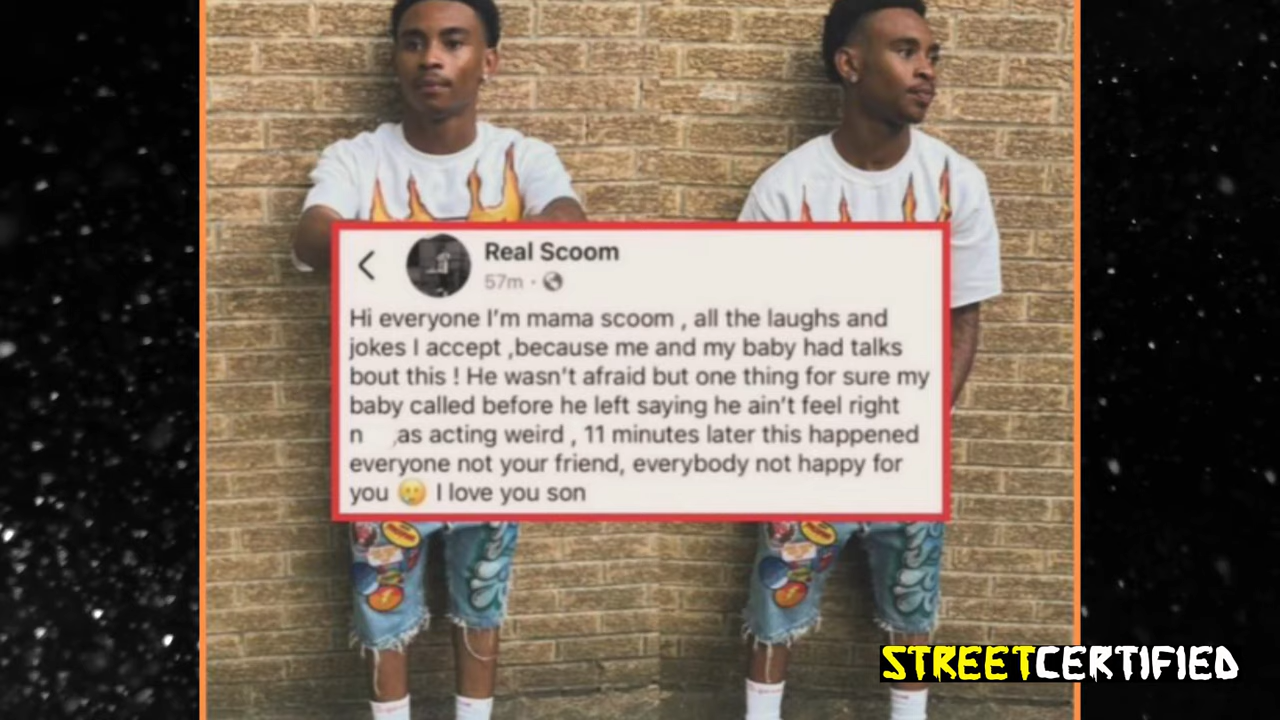 Real Scoom
57m ·
Hi everyone I'm mama scoom , all the laughs and
jokes I accept ,because me and my baby had talks
bout this ! He wasn't afraid but one thing for sure my
baby called before he left saying he ain't feel right
n as acting weird , 11 minutes later this happened
everyone not your friend, everybody not happy for
you 🥲 I love you son
STREETCERTIFIED